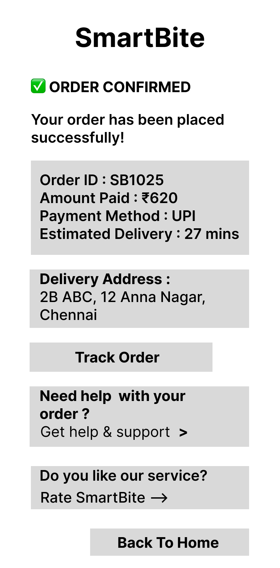 SmartBite
✅ ORDER CONFIRMED
Your order has been placed
successfully!
Order ID : SB1025
Amount Paid : ₹620
Payment Method : UPI
Estimated Delivery : 27 mins
Delivery Address :
2B ABC, 12 Anna Nagar,
Chennai
Track Order
Need help  with your
order ?
Get help & support  >
Do you like our service?
Rate SmartBite →
Back To Home